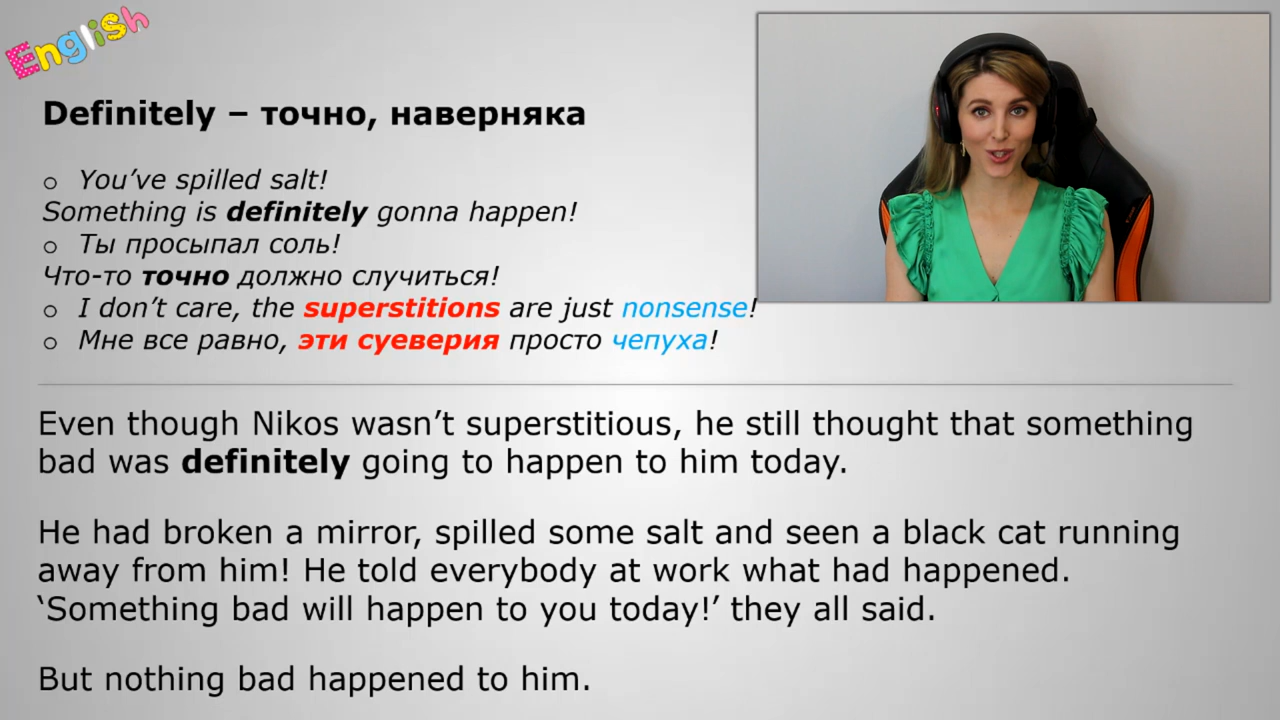 English
Definitely – точно, наверняка
o You’ve spilled salt!
Something is definitely gonna happen!
o Ты просыпал соль!
Что-то точно должно случиться!
o I don’t care, the superstitions are just nonsense!
o Мне все равно, эти суеверия просто чепуха!
Even though Nikos wasn’t superstitious, he still thought that something
bad was definitely going to happen to him today.
He had broken a mirror, spilled some salt and seen a black cat running
away from him! He told everybody at work what had happened.
‘Something bad will happen to you today!’ they all said.
But nothing bad happened to him.